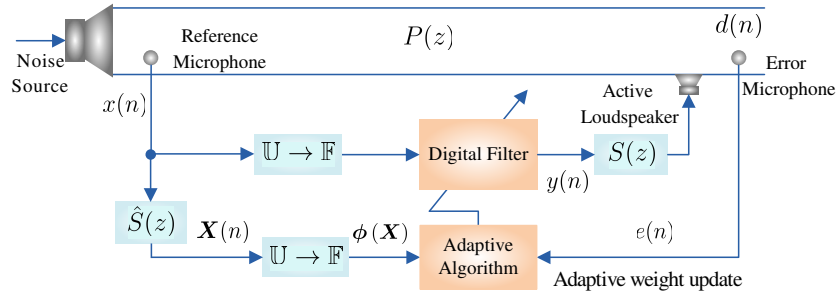 Noise
Source
Reference
Microphone
P(z)
d(n)
Error
Microphone
Active
Loudspeaker
x(n)
𝕌 → 𝔽
Digital Filter
S(z)
y(n)
Ŝ(z)
X(n)
𝕌 → 𝔽
ϕ(X)
Adaptive
Algorithm
e(n)
Adaptive weight update